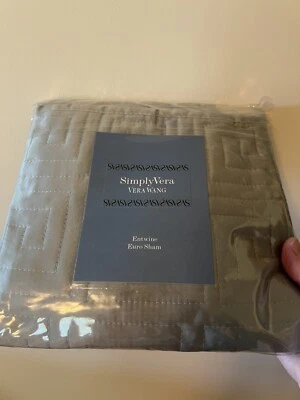 SimplyVera
VERA WANG
Entwine
Euro Sham